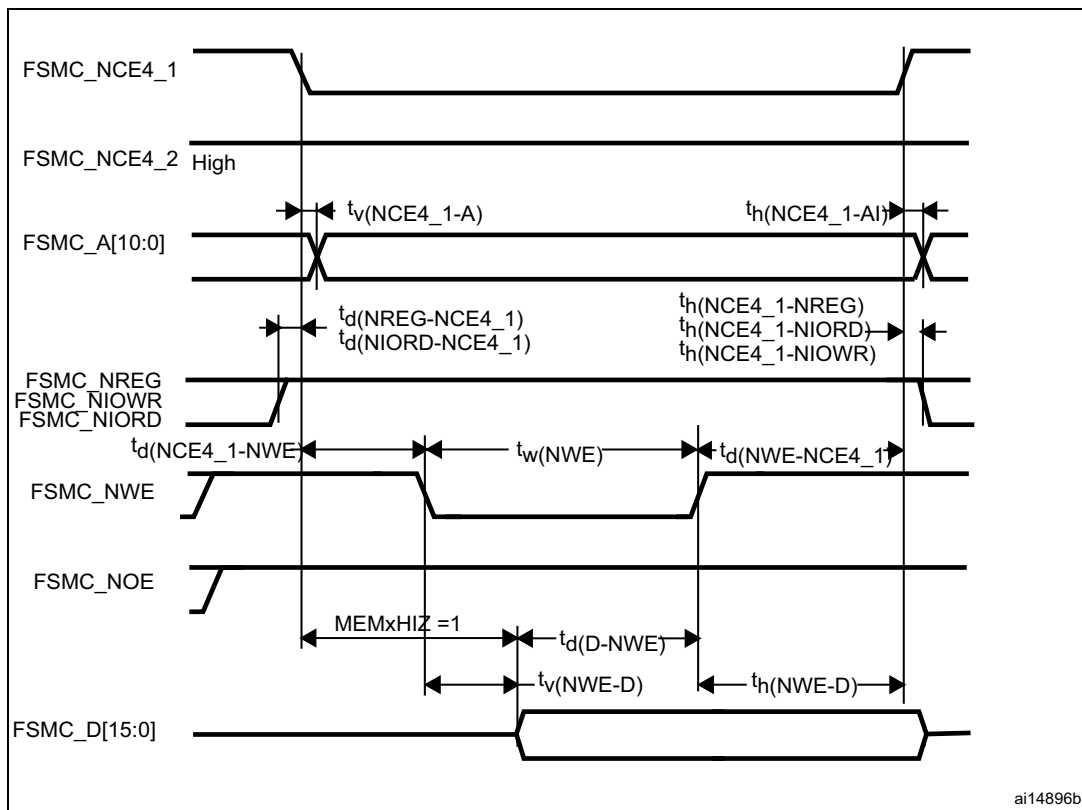 FSMC_NCE4_1
FSMC_NCE4_2 High
tv(NCE4_1-A)
th(NCE4_1-AI)
FSMC_A[10:0]
td(NREG-NCE4_1)
td(NIORD-NCE4_1)
th(NCE4_1-NREG)
th(NCE4_1-NIORD)
th(NCE4_1-NIOWR)
FSMC_NREG
FSMC_NIOWR
FSMC_NIORD
td(NCE4_1-NWE)
tw(NWE)
td(NWE-NCE4_1)
FSMC_NWE
FSMC_NOE
MEMxHIZ =1
td(D-NWE)
tv(NWE-D)
th(NWE-D)
FSMC_D[15:0]
ai14896b